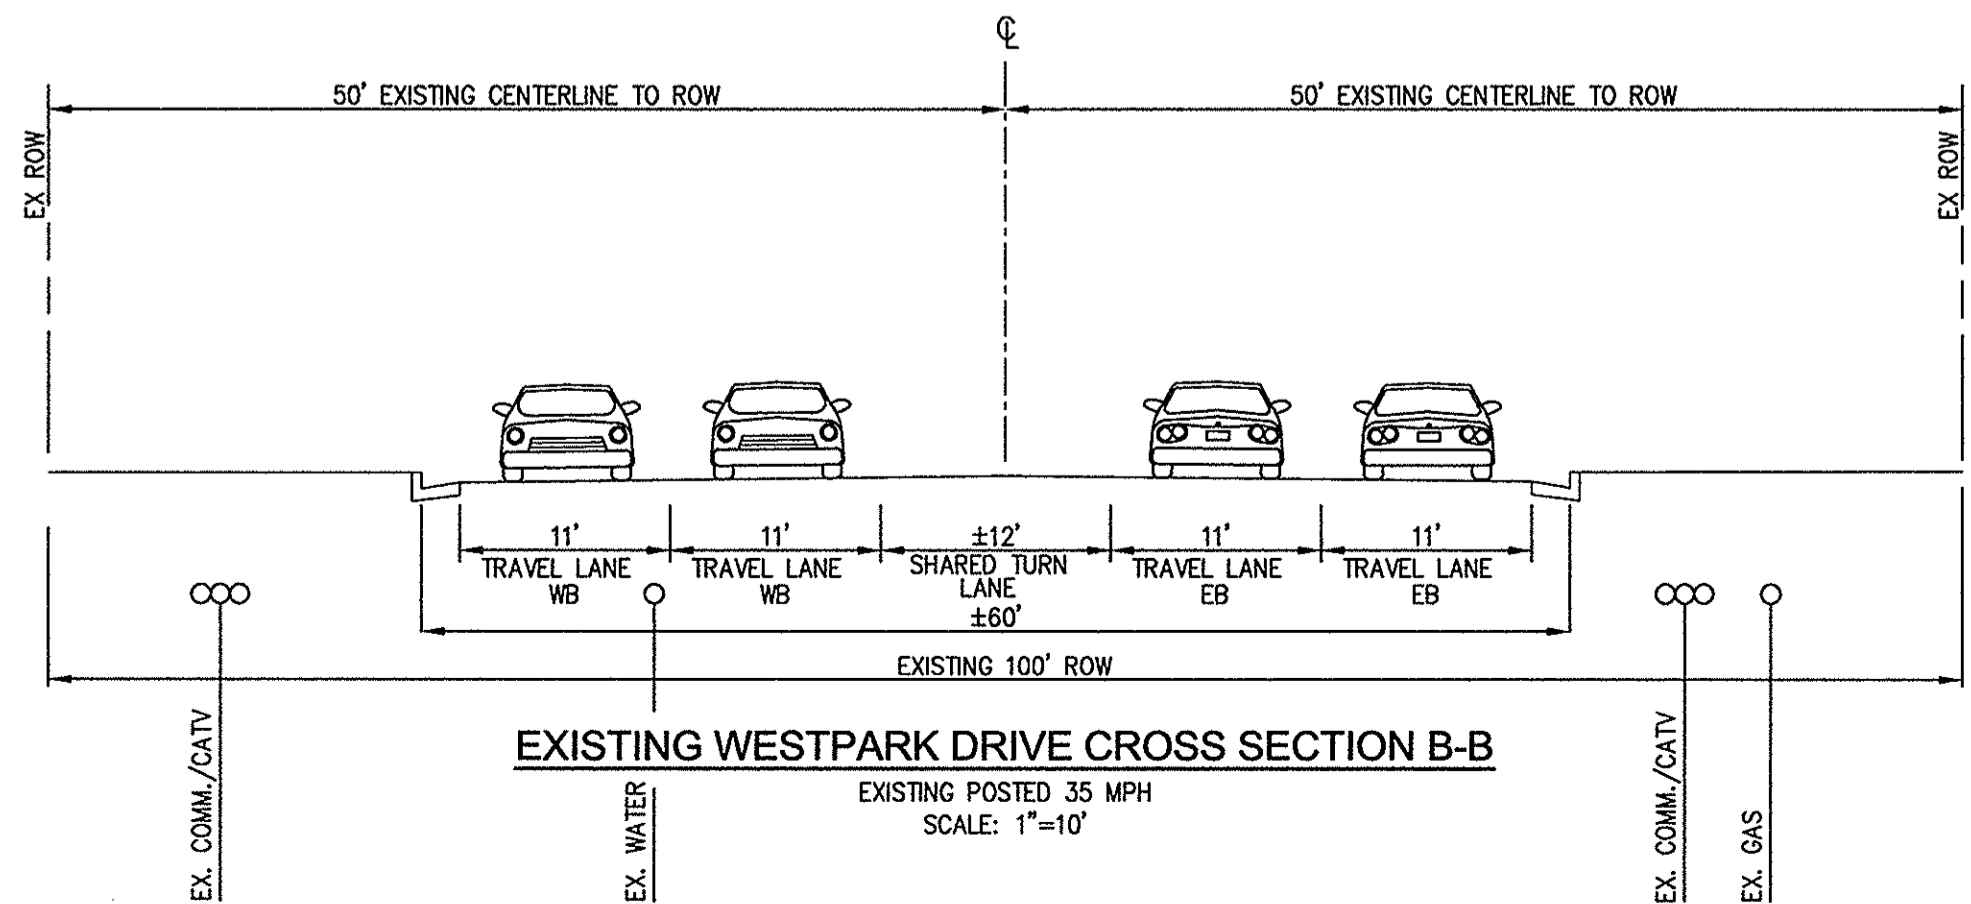 ℄
50' EXISTING CENTERLINE TO ROW
50' EXISTING CENTERLINE TO ROW
EX ROW
EX ROW
11'
TRAVEL LANE
WB
11'
TRAVEL LANE
WB
±12'
SHARED TURN
LANE
11'
TRAVEL LANE
EB
11'
TRAVEL LANE
EB
±60'
EXISTING 100' ROW
EX. COMM./CATV
EX. WATER
EX. COMM./CATV
EX. GAS
EXISTING WESTPARK DRIVE CROSS SECTION B-B
EXISTING POSTED 35 MPH
SCALE: 1"=10'